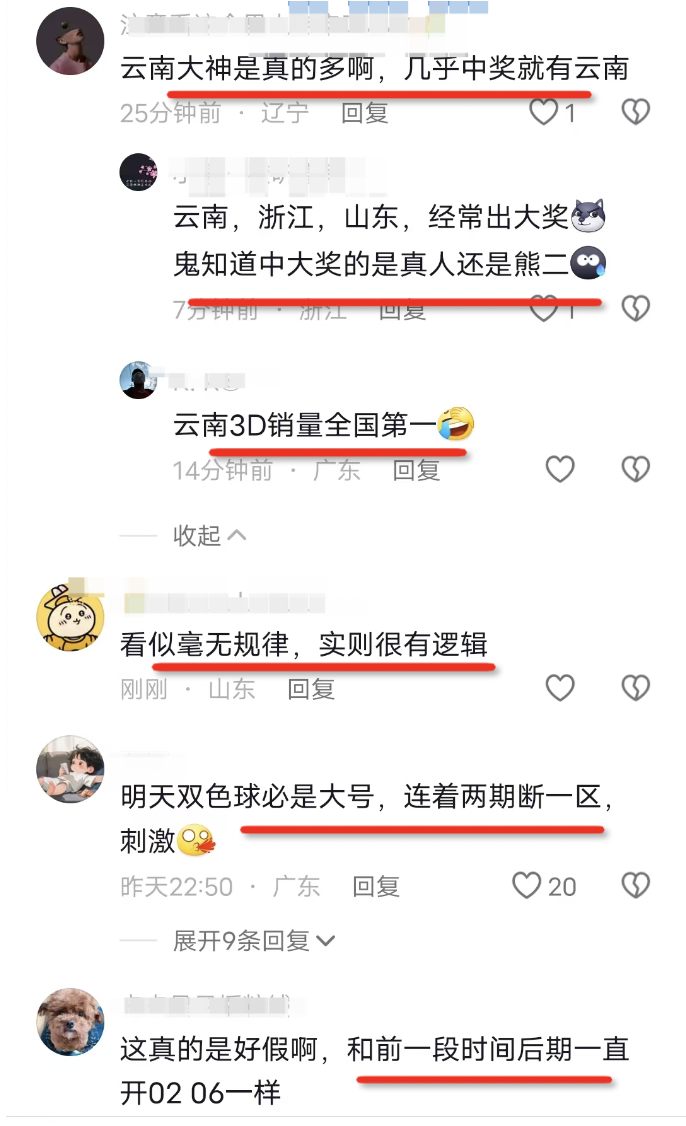 云南大神是真的多啊，几乎中奖就有云南
25分钟前 · 辽宁 回复 1
云南，浙江，山东，经常出大奖
鬼知道中大奖的是真人还是熊二
7分钟前 · 浙江 回复 1
云南3D销量全国第一
14分钟前 · 广东 回复
收起
看似毫无规律，实则很有逻辑
刚刚 · 山东 回复
明天双色球必是大号，连着两期断一区，
刺激
昨天22:50 · 广东 回复 20
展开9条回复
这真的是好假啊，和前一段时间后期一直
开02 06一样